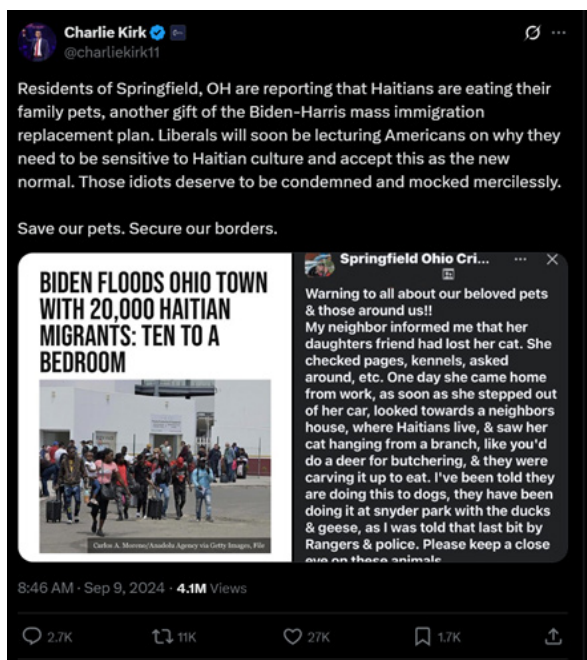 Charlie Kirk
@charliekirk11
Residents of Springfield, OH are reporting that Haitians are eating their
family pets, another gift of the Biden-Harris mass immigration
replacement plan. Liberals will soon be lecturing Americans on why they
need to be sensitive to Haitian culture and accept this as the new
normal. Those idiots deserve to be condemned and mocked mercilessly.
Save our pets. Secure our borders.
BIDEN FLOODS OHIO TOWN
WITH 20,000 HAITIAN
MIGRANTS: TEN TO A
BEDROOM
Carlos A. Moreno/Anadolu Agency via Getty Images, File
Springfield Ohio Cri...
Warning to all about our beloved pets
& those around us!!
My neighbor informed me that her
daughters friend had lost her cat. She
checked pages, kennels, asked
around, etc. One day she came home
from work, as soon as she stepped out
of her car, looked towards a neighbors
house, where Haitians live, & saw her
cat hanging from a branch, like you'd
do a deer for butchering, & they were
carving it up to eat. I've been told they
are doing this to dogs, they have been
doing it at snyder park with the ducks
& geese, as I was told that last bit by
Rangers & police. Please keep a close
eye on these animals
8:46 AM · Sep 9, 2024 · 4.1M Views
2.7K 11K 27K 1.7K